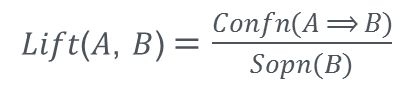 Lift(A, B) = Confn(A ⟹ B)
Sopn(B)